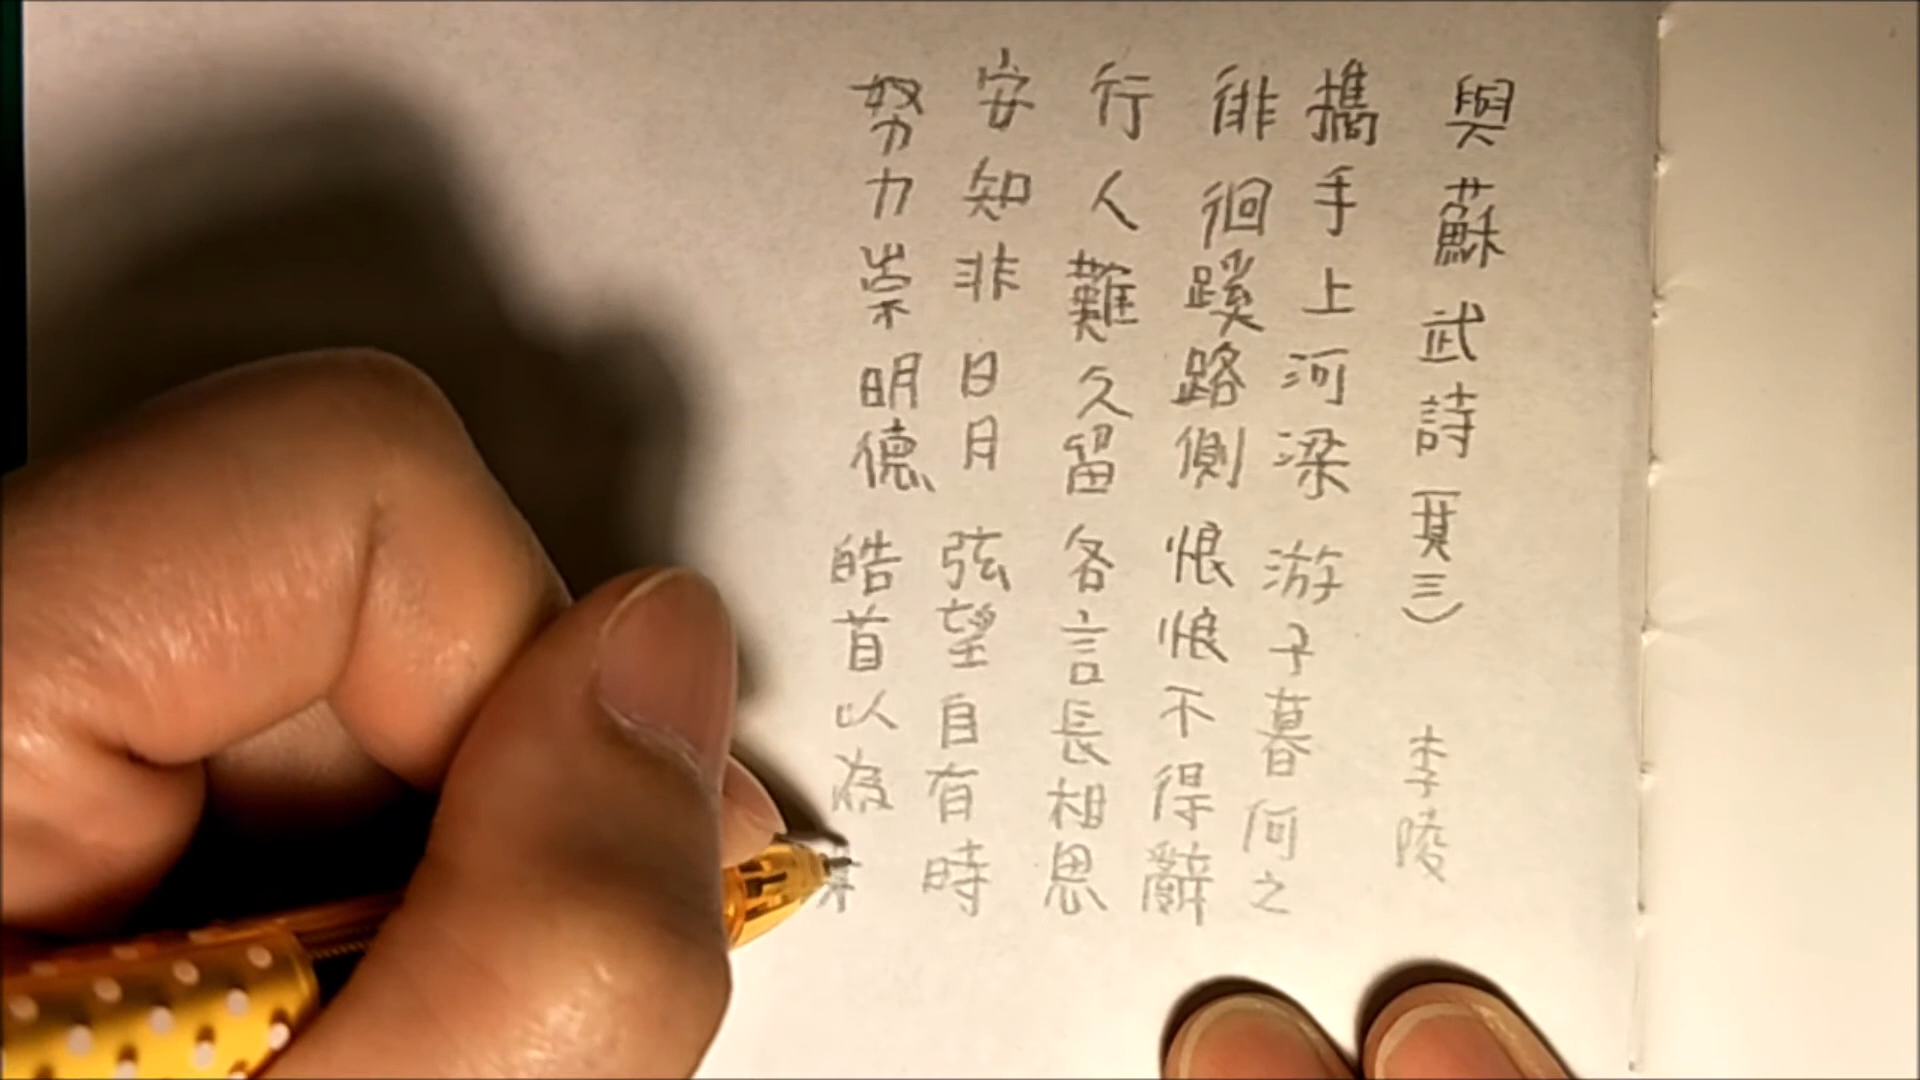 與蘇武詩(其三) 李陵
攜手上河梁 游子暮何之
徘徊蹊路側 悢悢不得辭
行人難久留 各言長相思
安知非日月 弦望自有時
努力崇明德 皓首以為